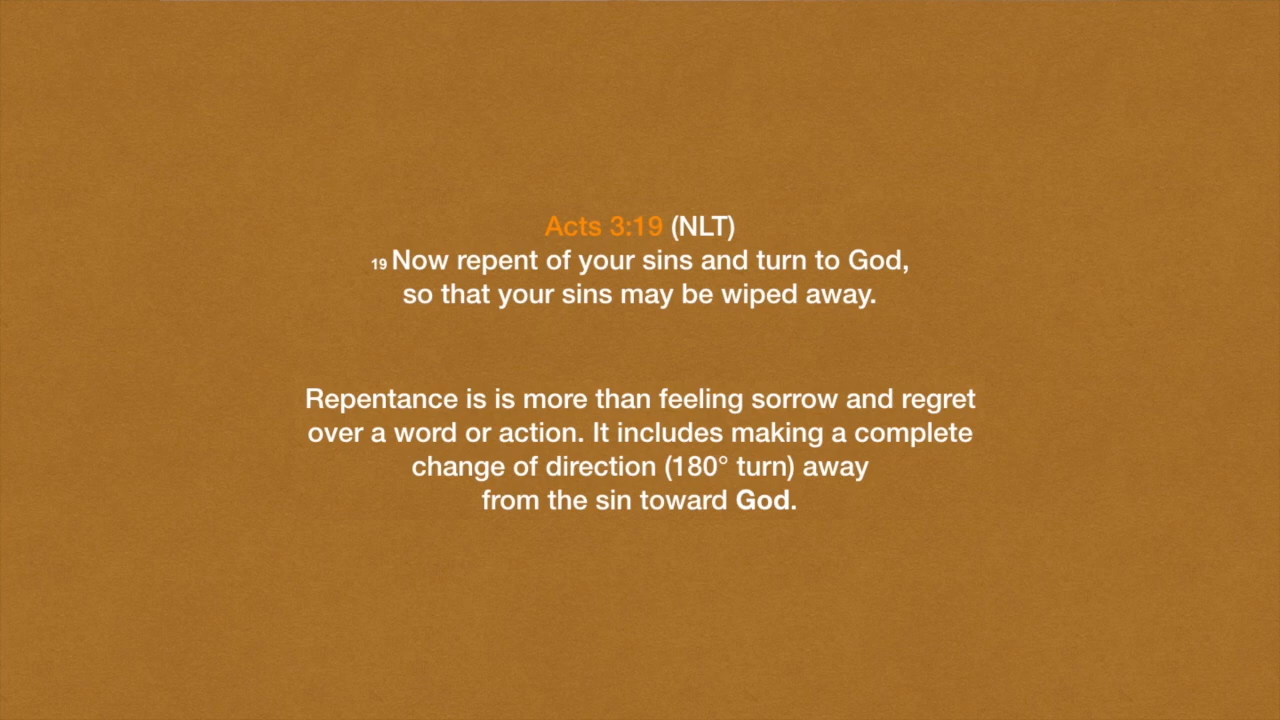 Acts 3:19 (NLT)
19 Now repent of your sins and turn to God,
so that your sins may be wiped away.
Repentance is is more than feeling sorrow and regret
over a word or action. It includes making a complete
change of direction (180° turn) away
from the sin toward God.